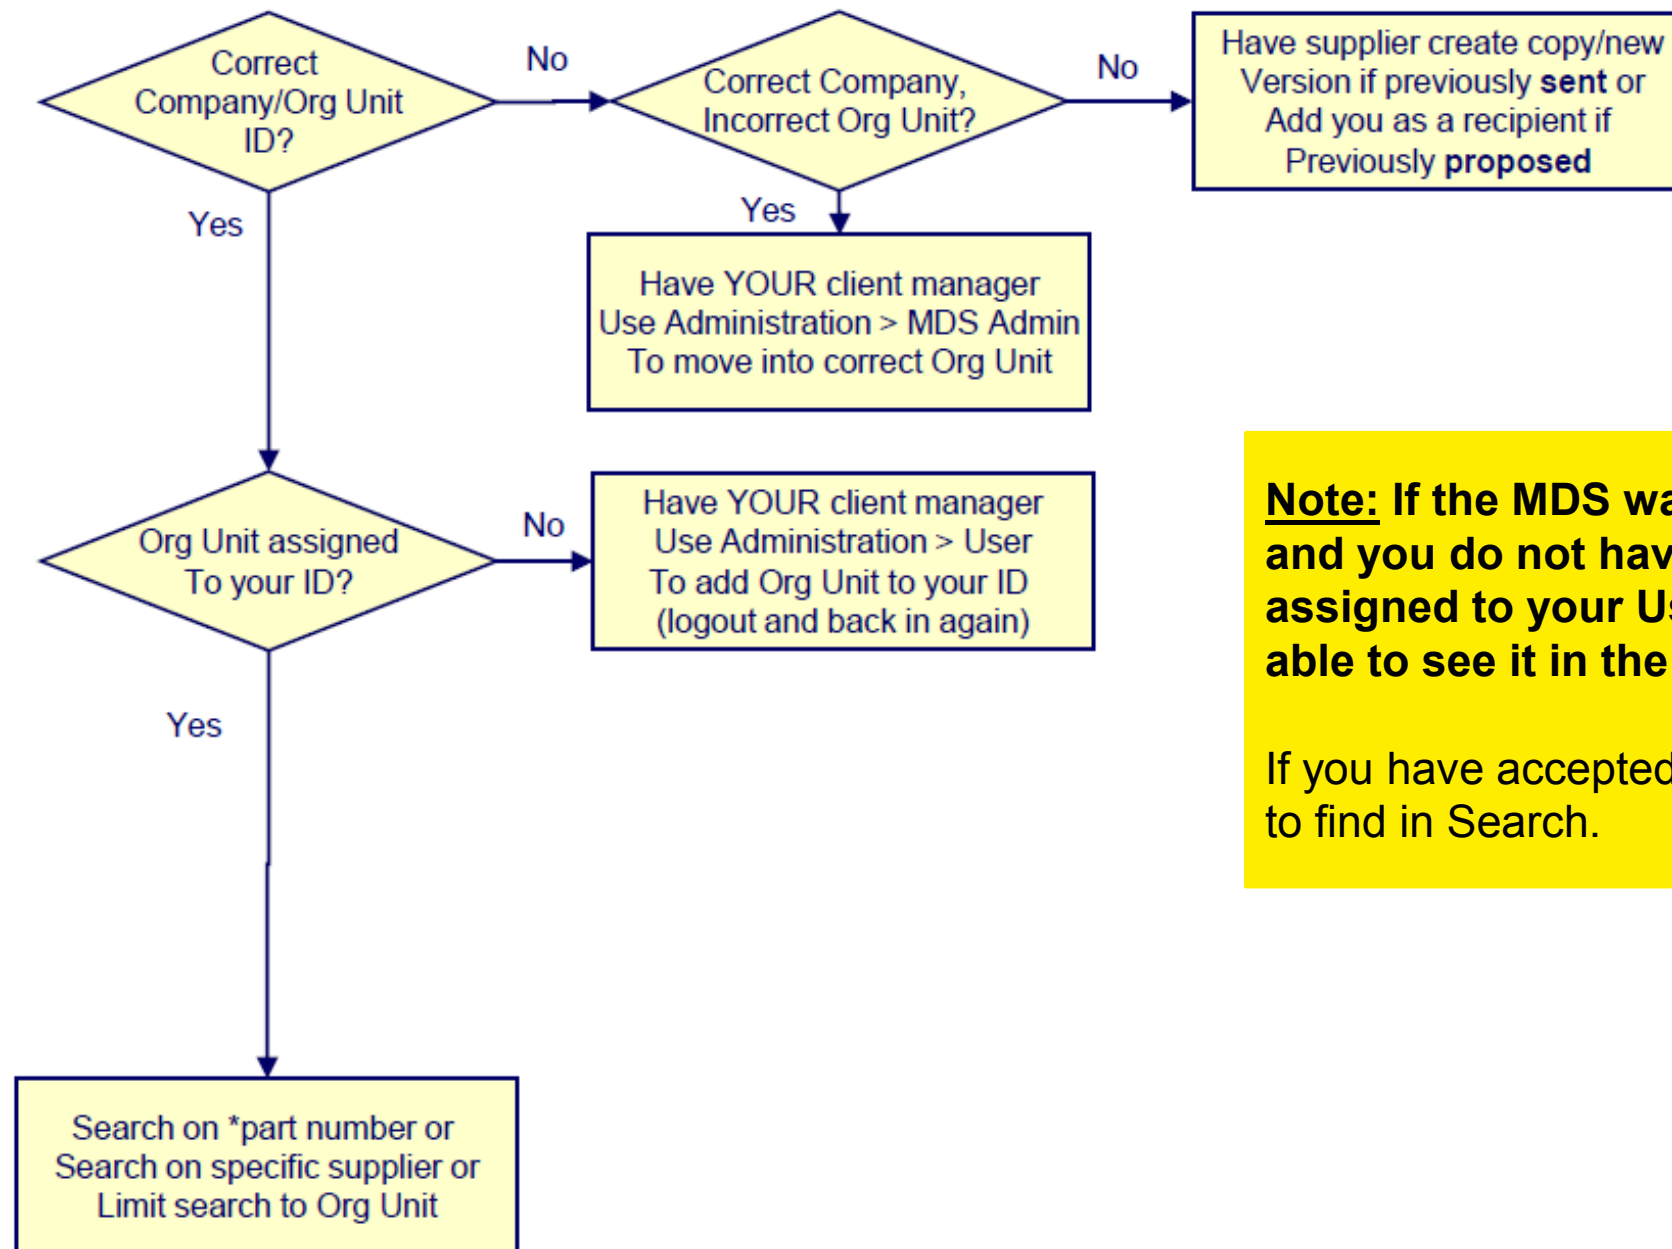 Correct
Company/Org Unit
ID?
No
Correct Company,
Incorrect Org Unit?
No
Have supplier create copy/new
Version if previously sent or
Add you as a recipient if
Previously proposed
Yes
Yes
Have YOUR client manager
Use Administration > MDS Admin
To move into correct Org Unit
Org Unit assigned
To your ID?
No
Have YOUR client manager
Use Administration > User
To add Org Unit to your ID
(logout and back in again)
Note: If the MDS
and you do not
assigned to your
able to see it in the
If you have accepted
to find in Search.
Yes
Search on *part number or
Search on specific supplier or
Limit search to Org Unit